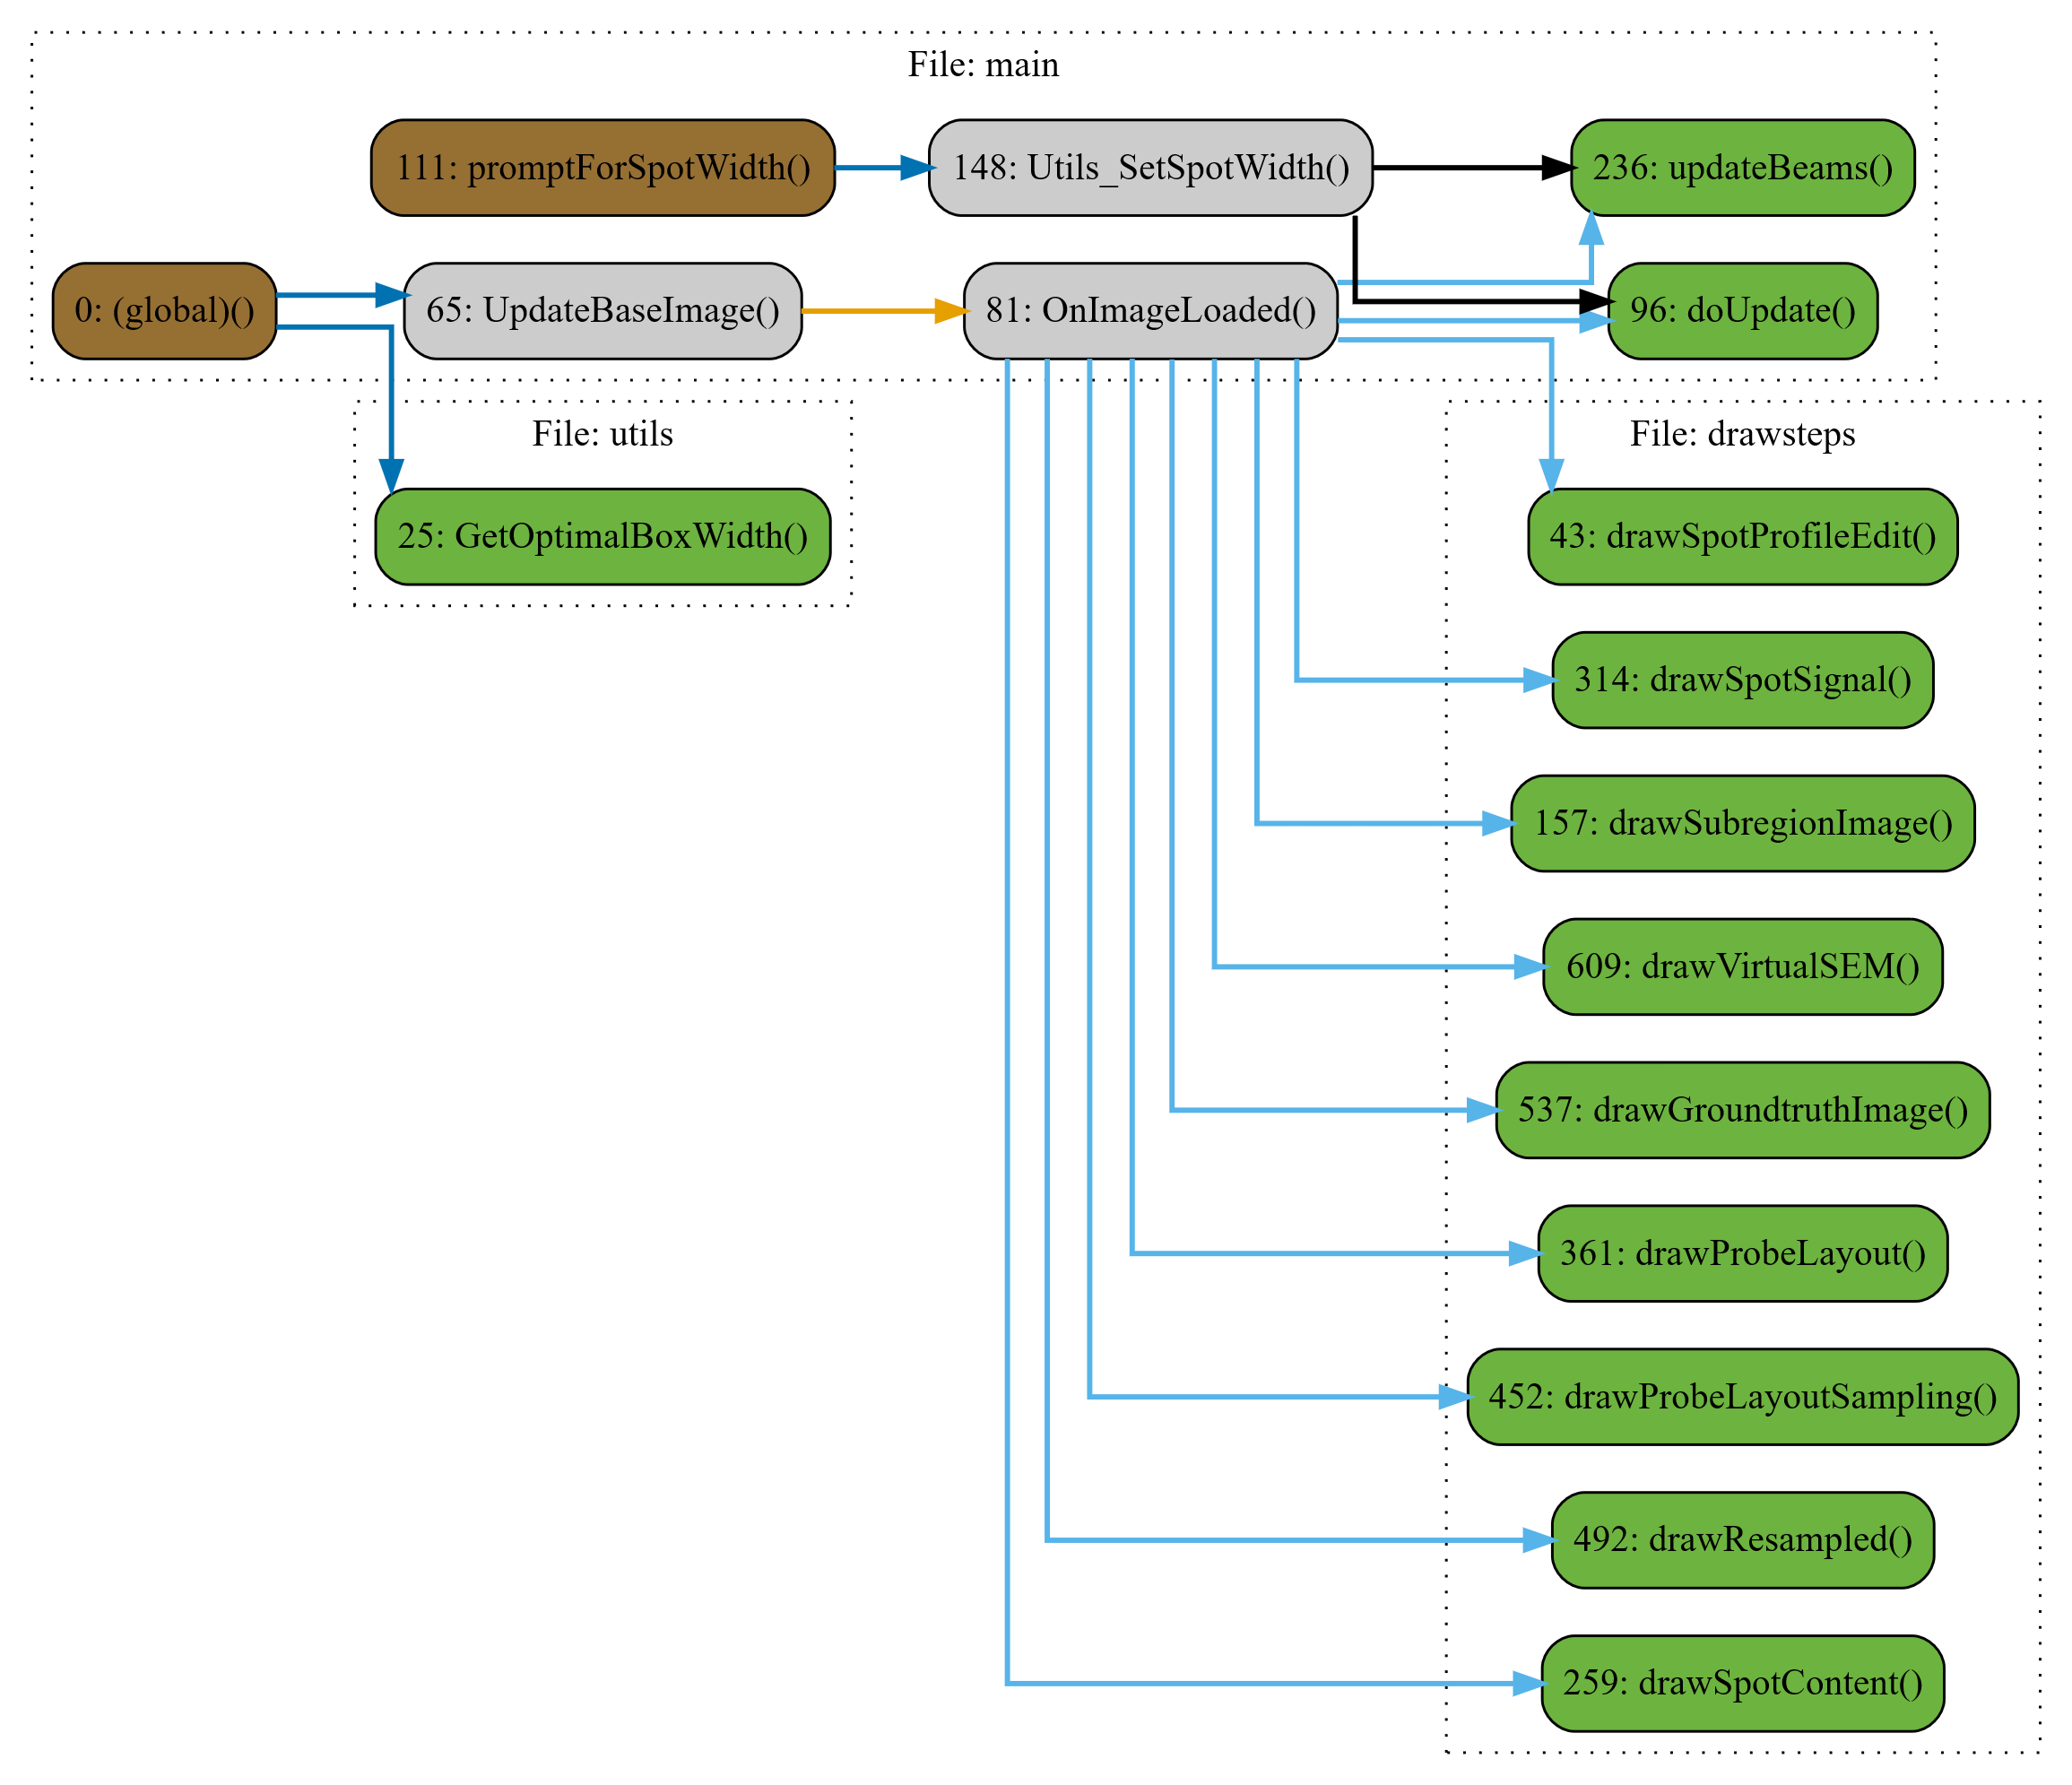 File: main
111: promptForSpotWidth()
148: Utils_SetSpotWidth()
236: updateBeams()
0: (global)()
65: UpdateBaseImage()
81: OnImageLoaded()
96: doUpdate()
File: utils
25: GetOptimalBoxWidth()
File: drawsteps
43: drawSpotProfileEdit()
314: drawSpotSignal()
157: drawSubregionImage()
609: drawVirtualSEM()
537: drawGroundtruthImage()
361: drawProbeLayout()
452: drawProbeLayoutSampling()
492: drawResampled()
259: drawSpotContent()